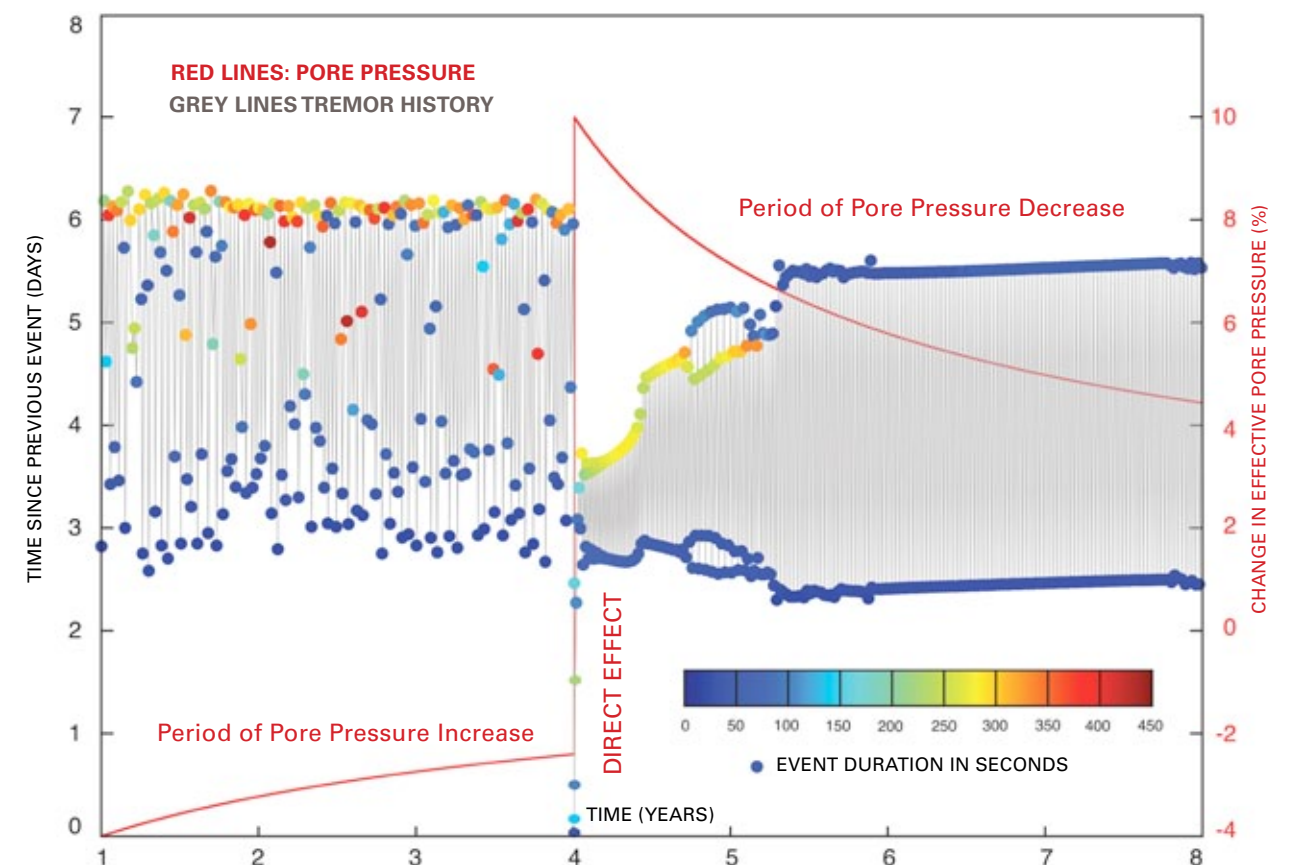 8
7
6
5
4
3
2
1
0
TIME SINCE PREVIOUS EVENT (DAYS)
RED LINES: PORE PRESSURE
GREY LINES TREMOR HISTORY
Period of Pore Pressure Decrease
Period of Pore Pressure Increase
DIRECT EFFECT
0 50 100 150 200 250 300 350 400 450
EVENT DURATION IN SECONDS
TIME (YEARS)
10
8
6
4
2
0
-2
-4
CHANGE IN EFFECTIVE PORE PRESSURE (%)
1 2 3 4 5 6 7 8